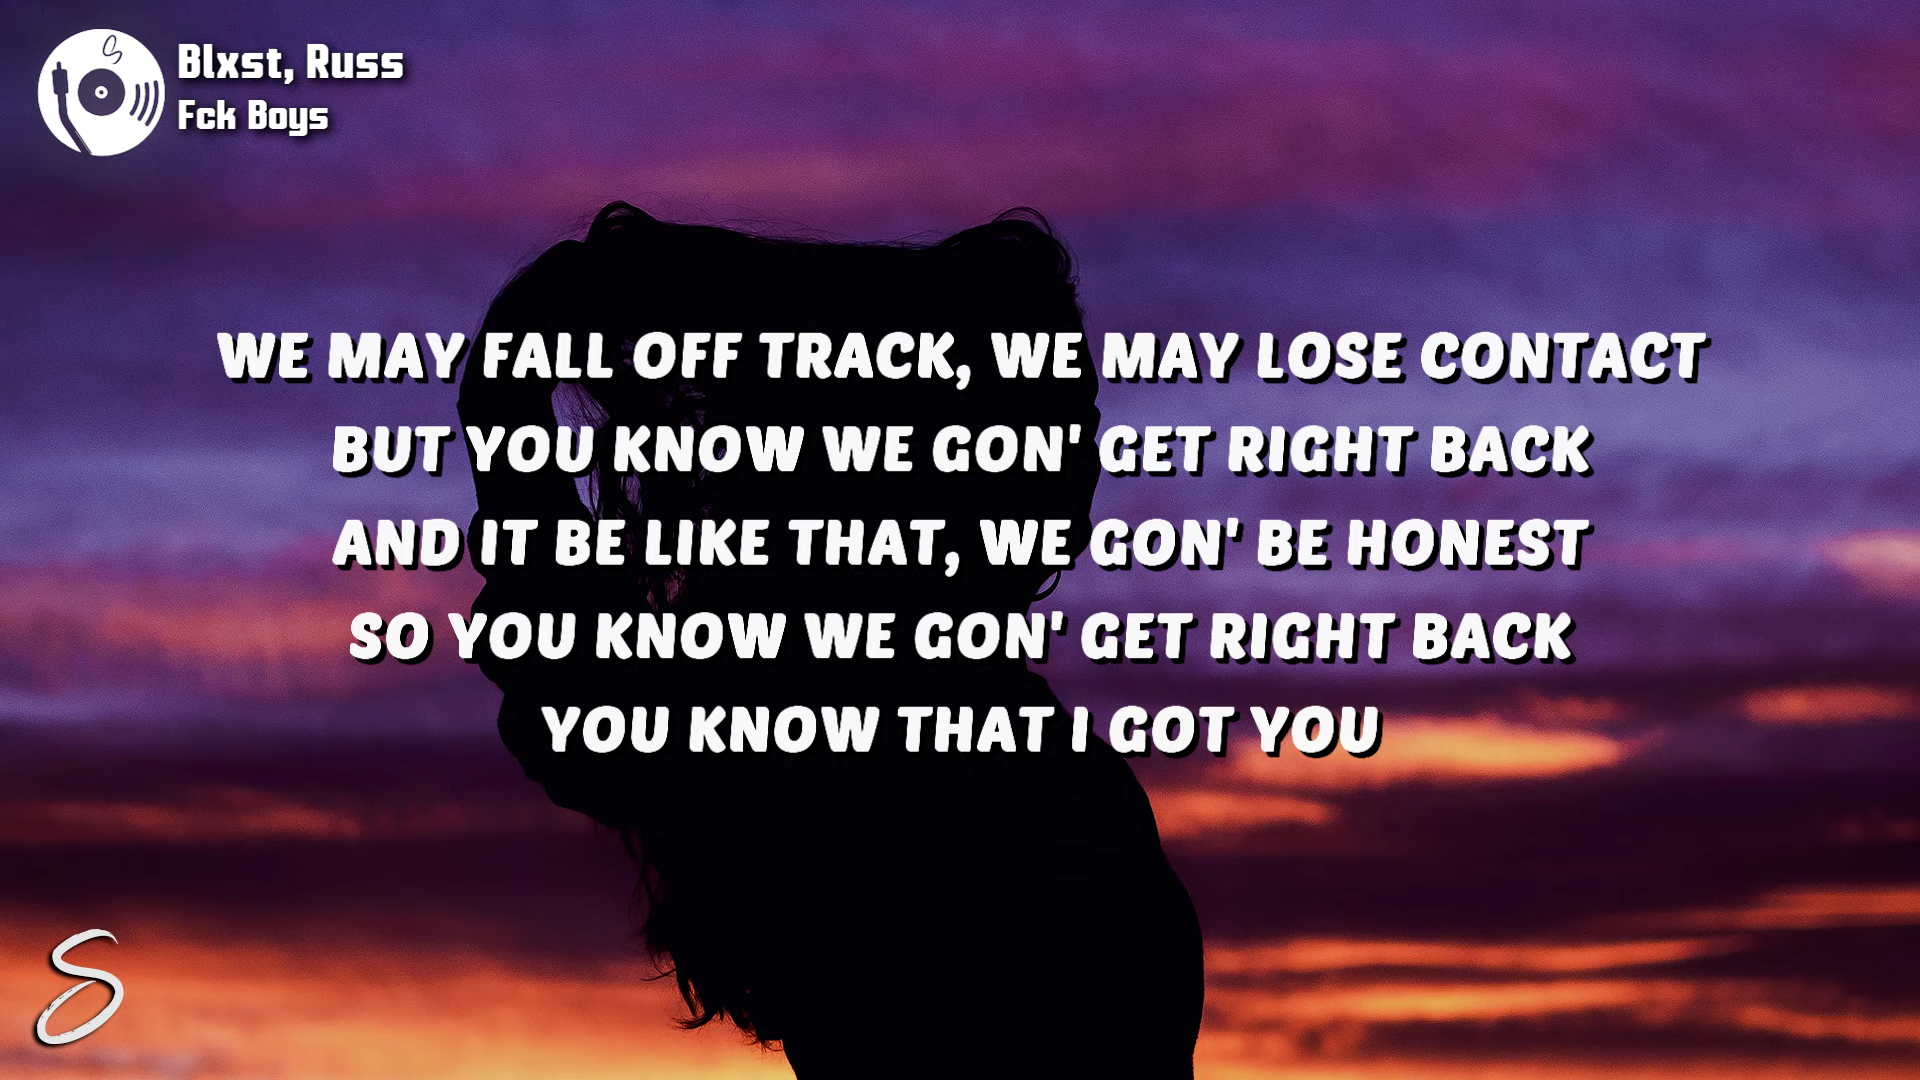 Blxst, Russ
Fck Boys
WE MAY FALL OFF TRACK, WE MAY LOSE CONTACT
BUT YOU KNOW WE GON' GET RIGHT BACK
AND IT BE LIKE THAT, WE GON' BE HONEST
SO YOU KNOW WE GON' GET RIGHT BACK
YOU KNOW THAT I GOT YOU
S